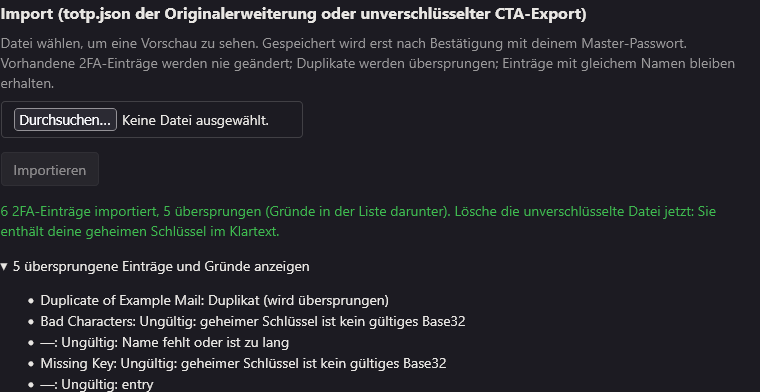 Import (totp.json der Originalerweiterung oder unverschlüsselter CTA-Export)
Datei wählen, um eine Vorschau zu sehen. Gespeichert wird erst nach Bestätigung mit deinem Master-Passwort.
Vorhandene 2FA-Einträge werden nie geändert; Duplikate werden übersprungen; Einträge mit gleichem Namen bleiben
erhalten.
Durchsuchen... Keine Datei ausgewählt.
Importieren
6 2FA-Einträge importiert, 5 übersprungen (Gründe in der Liste darunter). Lösche die unverschlüsselte Datei jetzt: Sie
enthält deine geheimen Schlüssel im Klartext.
▾ 5 übersprungene Einträge und Gründe anzeigen
• Duplicate of Example Mail: Duplikat (wird übersprungen)
• Bad Characters: Ungültig: geheimer Schlüssel ist kein gültiges Base32
• —: Ungültig: Name fehlt oder ist zu lang
• Missing Key: Ungültig: geheimer Schlüssel ist kein gültiges Base32
• —: Ungültig: entry